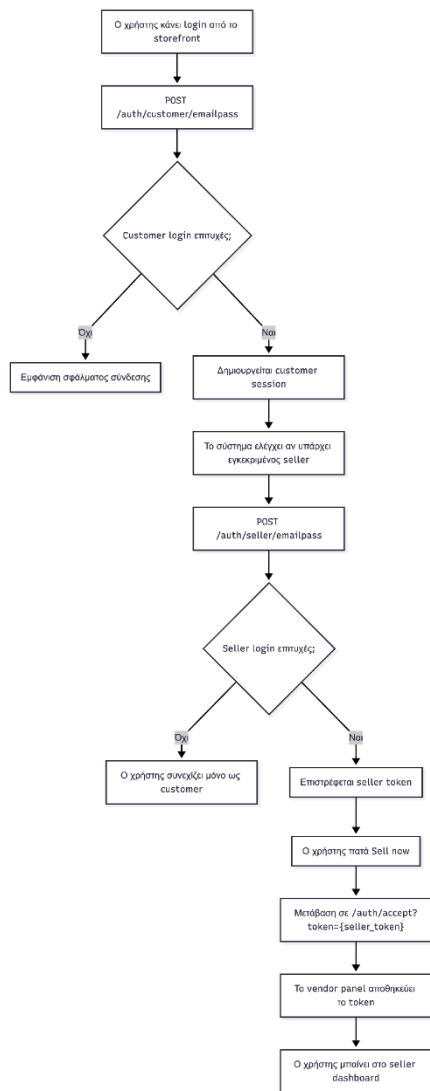 Ο χρήστης κάνει login από το
storefront
POST
/auth/customer/emailpass
Customer login επιτυχές;
Όχι
Ναι
Εμφάνιση σφάλματος σύνδεσης
Δημιουργείται customer
session
Το σύστημα ελέγχει αν υπάρχει
εγκεκριμένος seller
POST
/auth/seller/emailpass
Seller login επιτυχές;
Όχι
Ναι
Ο χρήστης συνεχίζει μόνο ως
customer
Επιστρέφεται seller token
Ο χρήστης πατά Sell now
Μετάβαση σε /auth/accept?
token={seller_token}
Το vendor panel αποθηκεύει
το token
Ο χρήστης μπαίνει στο seller
dashboard